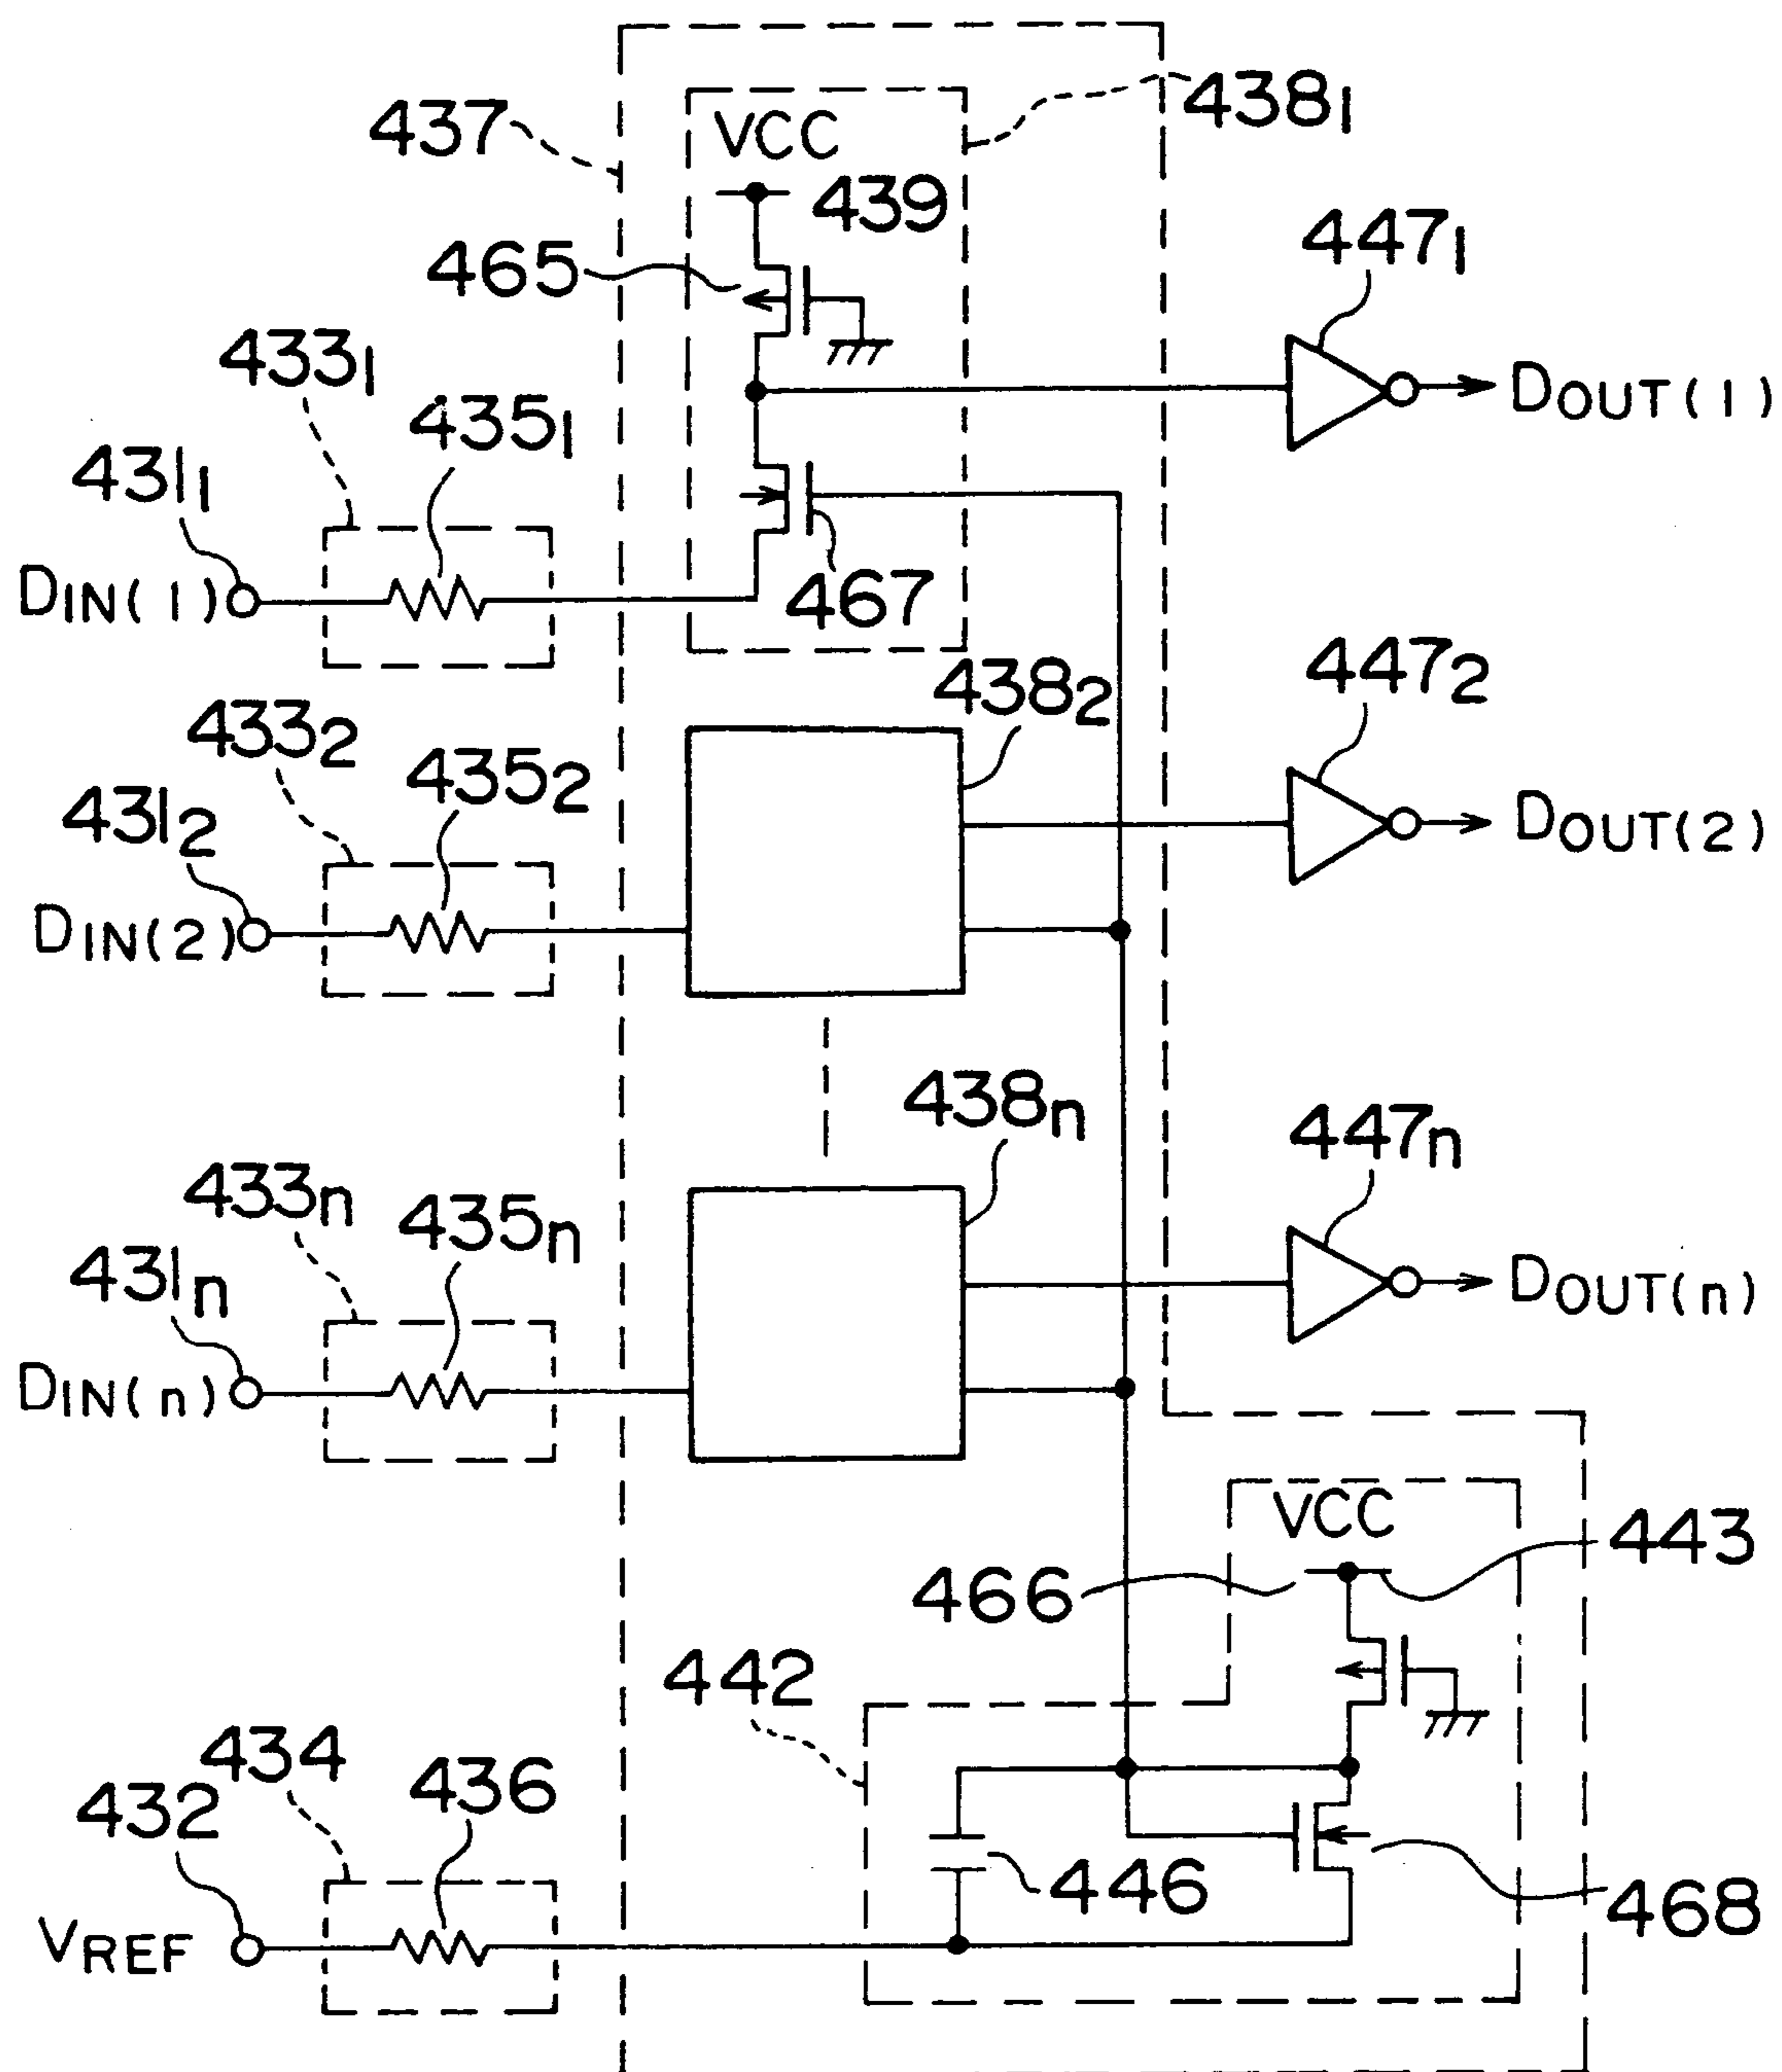 437
438₁
VCC
439
465
447₁
433₁
435₁
DOUT(1)
431₁
DIN(1)
467
438₂
447₂
433₂
435₂
431₂
DOUT(2)
DIN(2)
438n
447n
433n
435n
431n
DOUT(n)
DIN(n)
VCC
443
466
442
434
436
432
446
468
VREF